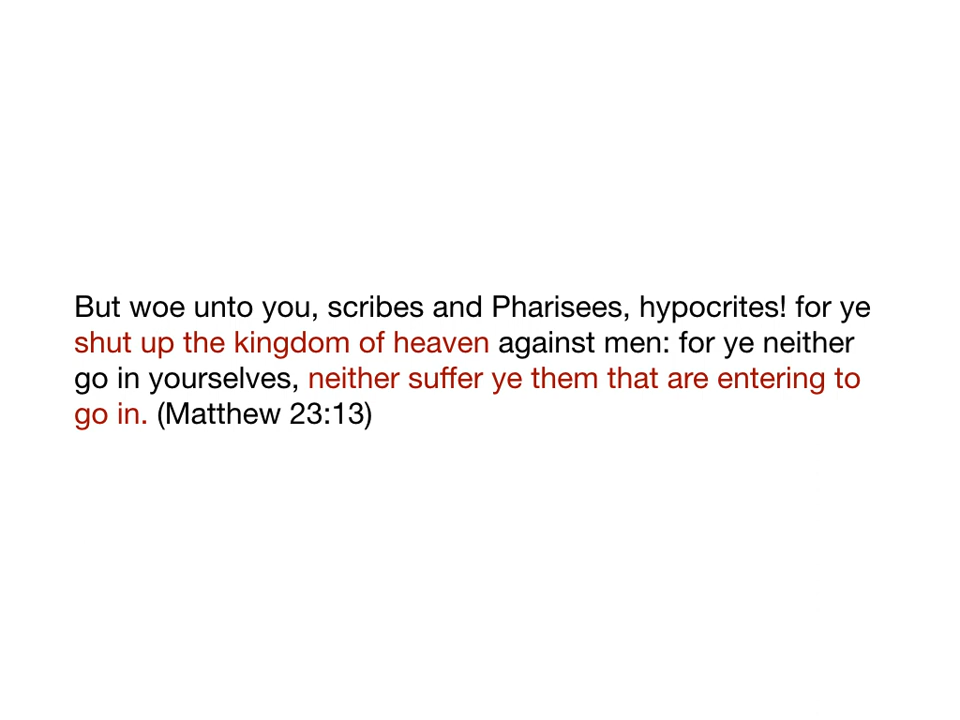 But woe unto you, scribes and Pharisees, hypocrites! for ye
shut up the kingdom of heaven against men: for ye neither
go in yourselves, neither suffer ye them that are entering to
go in. (Matthew 23:13)